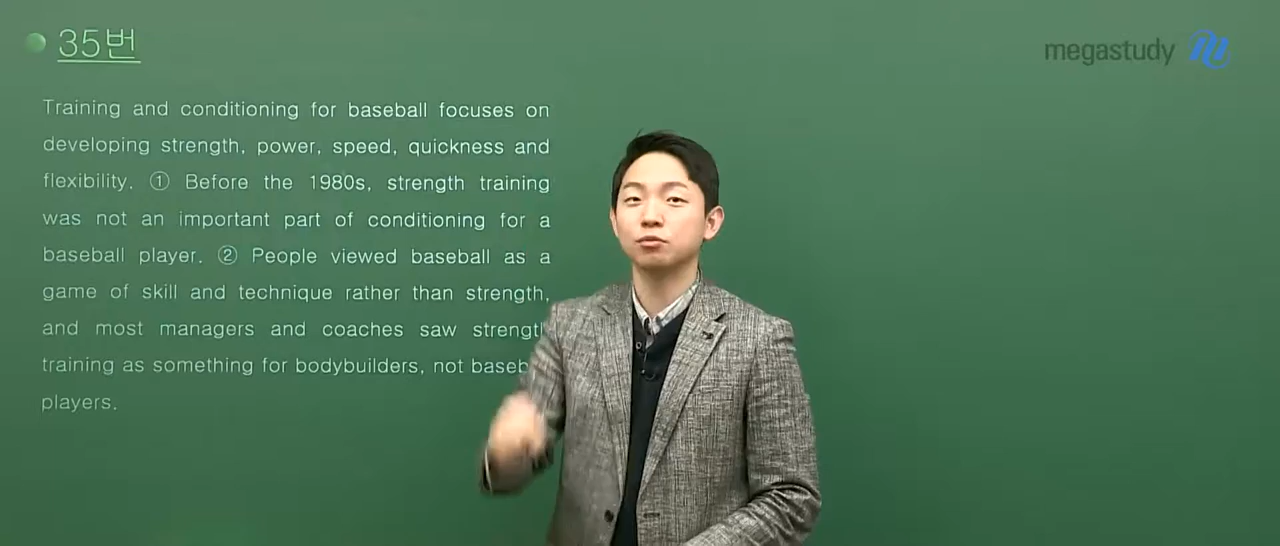 35번
megastudy
Training and conditioning for baseball focuses on
developing strength, power, speed, quickness and
flexibility. ① Before the 1980s, strength training
was not an important part of conditioning for a
baseball player. ② People viewed baseball as a
game of skill and technique rather than strength,
and most managers and coaches saw strength
training as something for bodybuilders, not
players.